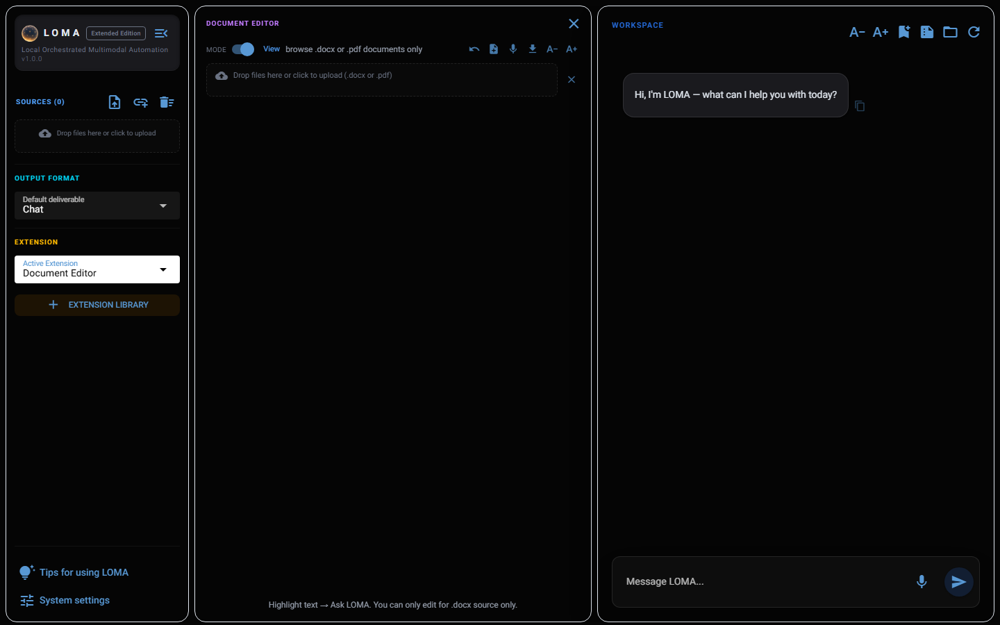 LOMA Extended Edition
Local Orchestrated Multimodal Automation
v1.0.0
SOURCES (0)
Drop files here or click to upload
OUTPUT FORMAT
Default deliverable
Chat
EXTENSION
Active Extension
Document Editor
EXTENSION LIBRARY
Tips for using LOMA
System settings
DOCUMENT EDITOR
MODE View browse .docx or .pdf documents only A− A+
Drop files here or click to upload (.docx or .pdf)
Highlight text → Ask LOMA. You can only edit for .docx source only.
WORKSPACE A− A+
Hi, I'm LOMA — what can I help you with today?
Message LOMA...